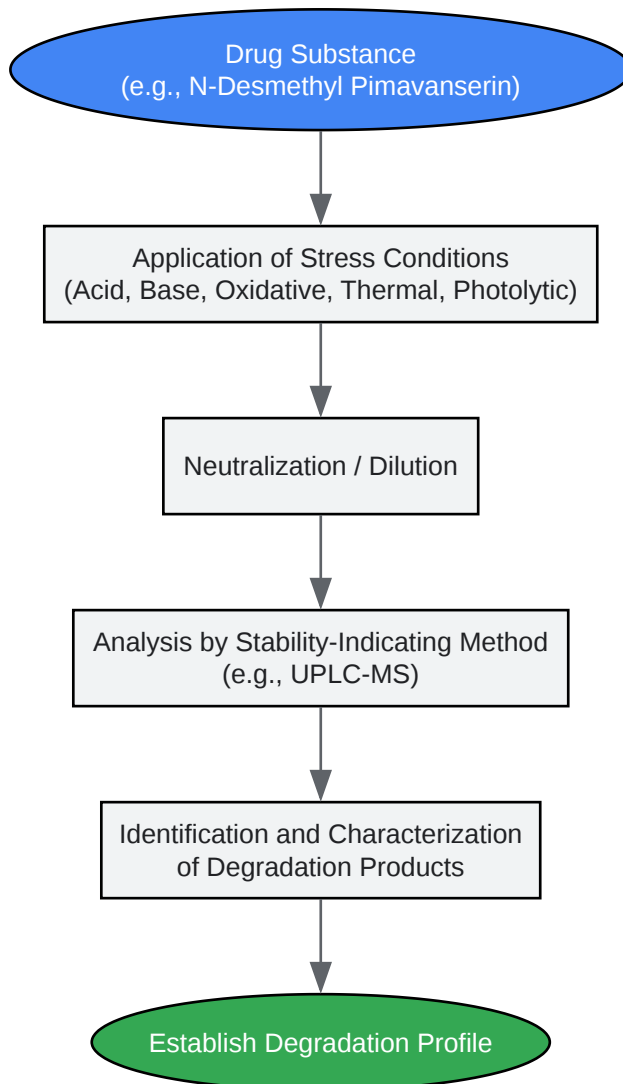 Drug Substance
(e.g., N-Desmethyl Pimavanserin)
Application of Stress Conditions
(Acid, Base, Oxidative, Thermal, Photolytic)
Neutralization / Dilution
Analysis by Stability-Indicating Method
(e.g., UPLC-MS)
Identification and Characterization
of Degradation Products
Establish Degradation Profile